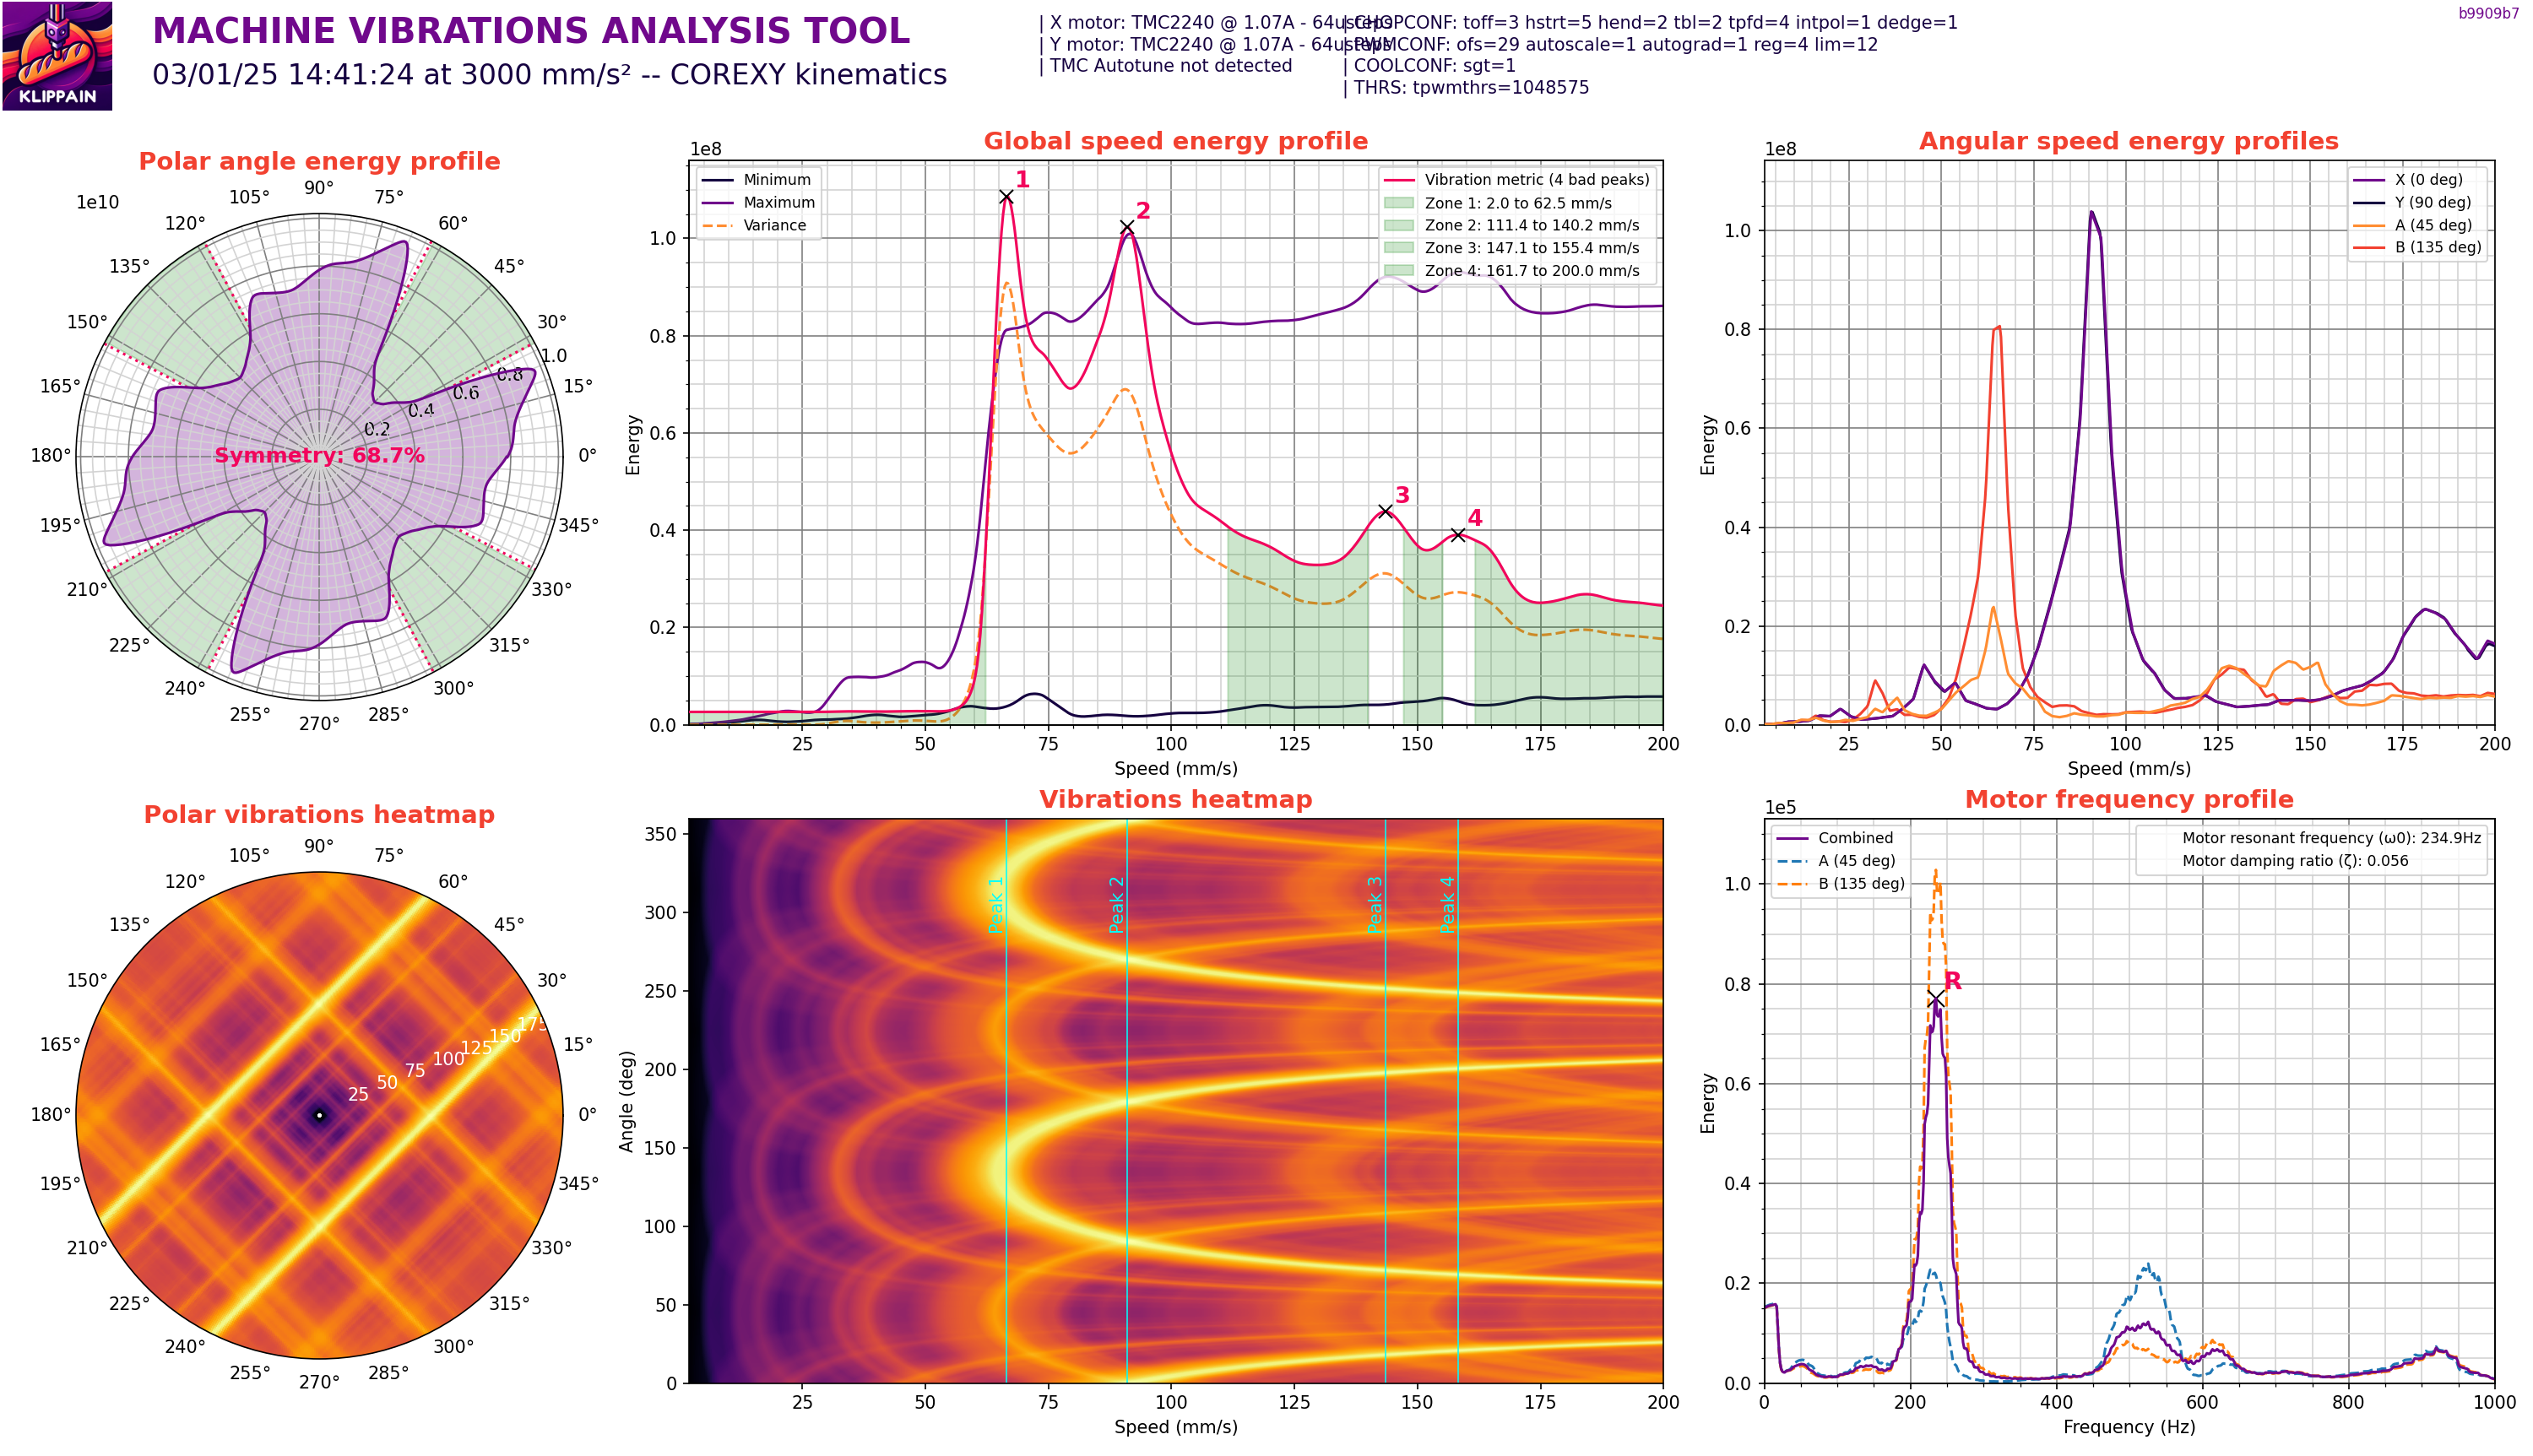 KLIPPAIN
MACHINE VIBRATIONS ANALYSIS TOOL
03/01/25 14:41:24 at 3000 mm/s² -- COREXY kinematics
| X motor: TMC2240 @ 1.07A - 64usteps
| Y motor: TMC2240 @ 1.07A - 64usteps
| TMC Autotune not detected
| CHOPCONF: toff=3 hstrt=5 hend=2 tbl=2 tpfd=4 intpol=1 dedge=1
| PWMCONF: ofs=29 autoscale=1 autograd=1 reg=4 lim=12
| COOLCONF: sgt=1
| THRS: tpwmthrs=1048575
b9909b7
Polar angle energy profile
1e10
0°
15°
30°
45°
60°
75°
90°
105°
120°
135°
150°
165°
180°
195°
210°
225°
240°
255°
270°
285°
300°
315°
330°
345°
0.2
0.4
0.6
0.8
1.0
Symmetry: 68.7%
Global speed energy profile
1e8
Minimum
Maximum
Variance
Vibration metric (4 bad peaks)
Zone 1: 2.0 to 62.5 mm/s
Zone 2: 111.4 to 140.2 mm/s
Zone 3: 147.1 to 155.4 mm/s
Zone 4: 161.7 to 200.0 mm/s
1
2
3
4
Energy
1.0
0.8
0.6
0.4
0.2
0.0
25 50 75 100 125 150 175 200
Speed (mm/s)
Angular speed energy profiles
1e8
X (0 deg)
Y (90 deg)
A (45 deg)
B (135 deg)
Energy
1.0
0.8
0.6
0.4
0.2
0.0
25 50 75 100 125 150 175 200
Speed (mm/s)
Polar vibrations heatmap
0°
15°
30°
45°
60°
75°
90°
105°
120°
135°
150°
165°
180°
195°
210°
225°
240°
255°
270°
285°
300°
315°
330°
345°
25
50
75
100
125
150
175
Vibrations heatmap
Peak 1
Peak 2
Peak 3
Peak 4
Angle (deg)
350
300
250
200
150
100
50
0
25 50 75 100 125 150 175 200
Speed (mm/s)
Motor frequency profile
1e5
Combined
A (45 deg)
B (135 deg)
Motor resonant frequency (ω0): 234.9Hz
Motor damping ratio (ζ): 0.056
R
Energy
1.0
0.8
0.6
0.4
0.2
0.0
0 200 400 600 800 1000
Frequency (Hz)